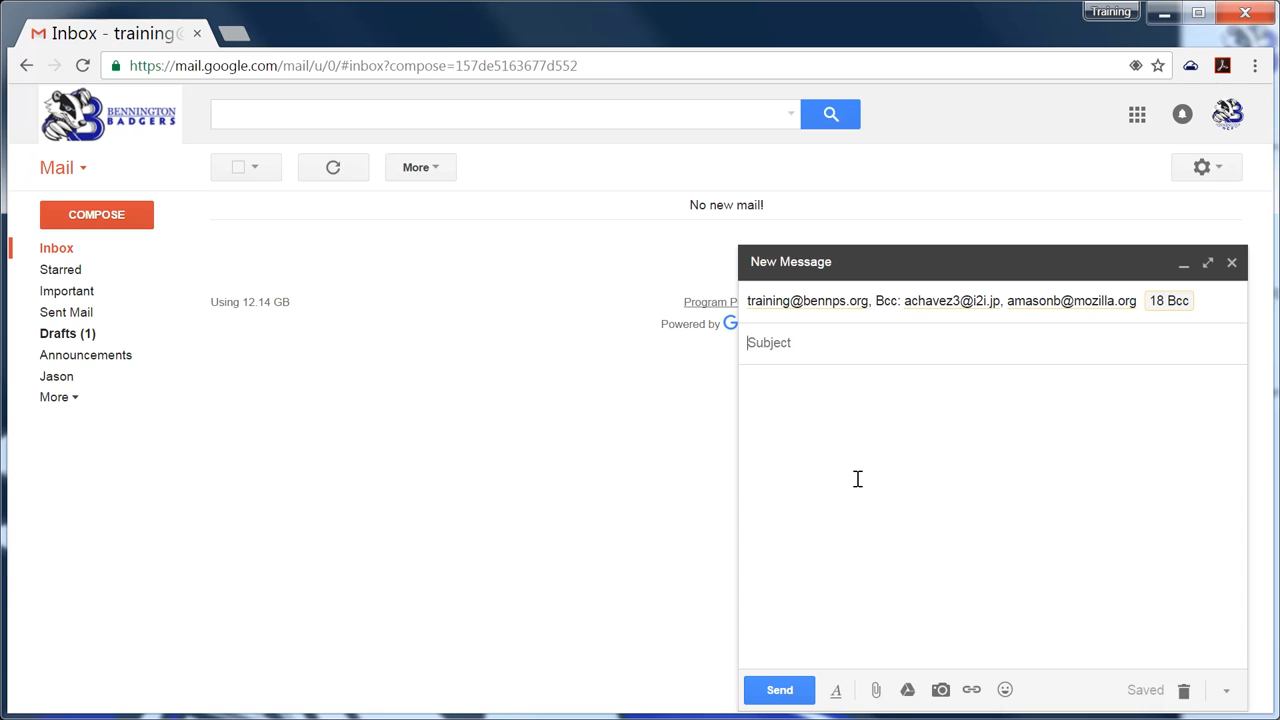 Training
Inbox - training@
https://mail.google.com/mail/u/0/#inbox?compose=157de5163677d552
BENNINGTON
BADGERS
Mail
More
COMPOSE
No new mail!
Inbox
Starred
Important
Sent Mail
Drafts (1)
Announcements
Jason
More
Using 12.14 GB
Program P
Powered by G
New Message
training@bennps.org, Bcc: achavez3@i2i.jp, amasonb@mozilla.org 18 Bcc
Subject
Send
Saved